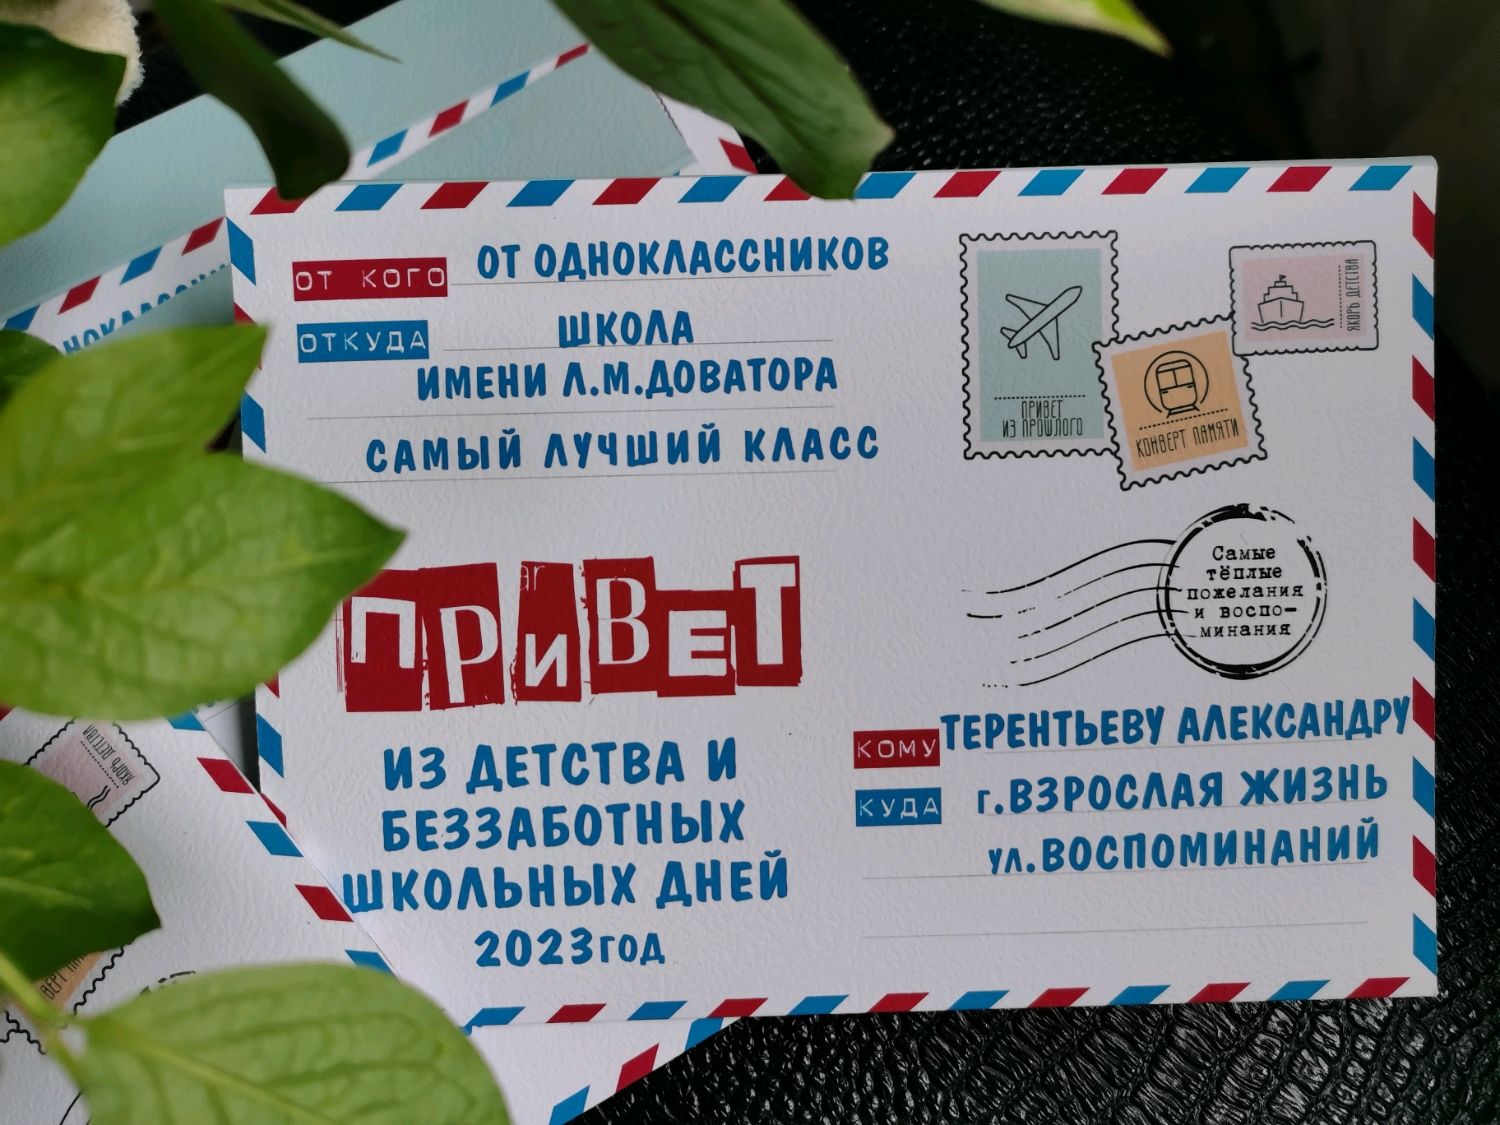 ОТ КОГО ОТ ОДНОКЛАССНИКОВ
ОТКУДА ШКОЛА
ИМЕНИ Л.М.ДОВАТОРА
САМЫЙ ЛУЧШИЙ КЛАСС
ПРИВЕТ
ИЗ ПРОШЛОГО
КОНВЕРТ ПАМЯТИ
ЯКОРЬ ДЕТСТВА
Самые
тёплые
пожелания
и воспо-
минания
ПРИВЕТ
ИЗ ДЕТСТВА И
БЕЗЗАБОТНЫХ
ШКОЛЬНЫХ ДНЕЙ
2023год
КОМУ ТЕРЕНТЬЕВУ АЛЕКСАНДРУ
КУДА г.ВЗРОСЛАЯ ЖИЗНЬ
ул.ВОСПОМИНАНИЙ
ЯКОРЬ ДЕТСТВА